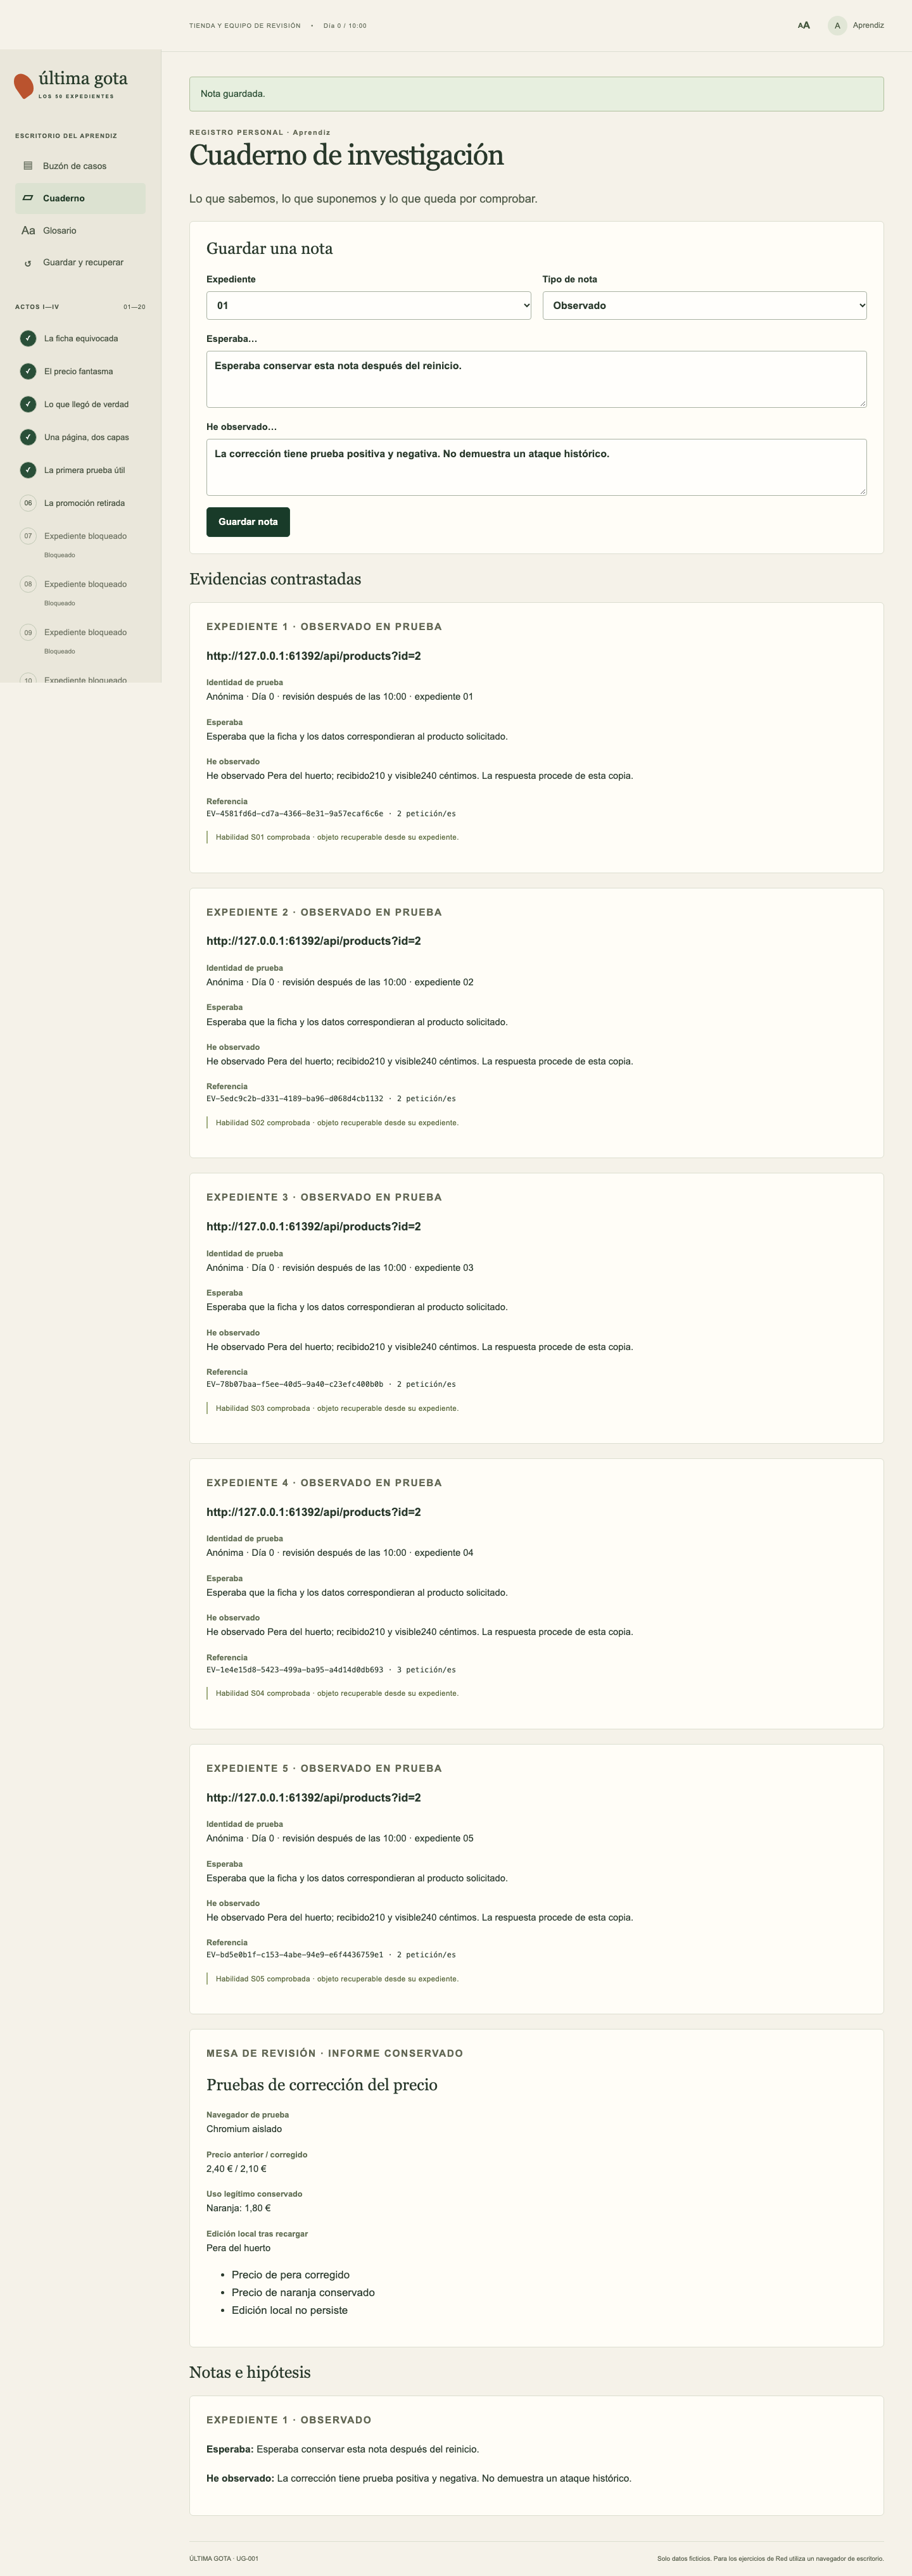 TIENDA Y EQUIPO DE REVISIÓN • Día 0 / 10:00
AA A Aprendiz
última gota
LOS 50 EXPEDIENTES
ESCRITORIO DEL APRENDIZ
Buzón de casos
Cuaderno
Aa Glosario
Guardar y recuperar
ACTOS I—IV 01—20
La ficha equivocada
El precio fantasma
Lo que llegó de verdad
Una página, dos capas
La primera prueba útil
06 La promoción retirada
07 Expediente bloqueado
Bloqueado
08 Expediente bloqueado
Bloqueado
09 Expediente bloqueado
Bloqueado
10 Expediente bloqueado
Nota guardada.
REGISTRO PERSONAL · Aprendiz
Cuaderno de investigación
Lo que sabemos, lo que suponemos y lo que queda por comprobar.
Guardar una nota
Expediente Tipo de nota
01 Observado
Esperaba…
Esperaba conservar esta nota después del reinicio.
He observado…
La corrección tiene prueba positiva y negativa. No demuestra un ataque histórico.
Guardar nota
Evidencias contrastadas
EXPEDIENTE 1 · OBSERVADO EN PRUEBA
http://127.0.0.1:61392/api/products?id=2
Identidad de prueba
Anónima · Día 0 · revisión después de las 10:00 · expediente 01
Esperaba
Esperaba que la ficha y los datos correspondieran al producto solicitado.
He observado
He observado Pera del huerto; recibido210 y visible240 céntimos. La respuesta procede de esta copia.
Referencia
EV-4581fd6d-cd7a-4366-8e31-9a57ecaf6c6e · 2 petición/es
Habilidad S01 comprobada · objeto recuperable desde su expediente.
EXPEDIENTE 2 · OBSERVADO EN PRUEBA
http://127.0.0.1:61392/api/products?id=2
Identidad de prueba
Anónima · Día 0 · revisión después de las 10:00 · expediente 02
Esperaba
Esperaba que la ficha y los datos correspondieran al producto solicitado.
He observado
He observado Pera del huerto; recibido210 y visible240 céntimos. La respuesta procede de esta copia.
Referencia
EV-5edc9c2b-d331-4189-ba96-d068d4cb1132 · 2 petición/es
Habilidad S02 comprobada · objeto recuperable desde su expediente.
EXPEDIENTE 3 · OBSERVADO EN PRUEBA
http://127.0.0.1:61392/api/products?id=2
Identidad de prueba
Anónima · Día 0 · revisión después de las 10:00 · expediente 03
Esperaba
Esperaba que la ficha y los datos correspondieran al producto solicitado.
He observado
He observado Pera del huerto; recibido210 y visible240 céntimos. La respuesta procede de esta copia.
Referencia
EV-78b07baa-f5ee-40d5-9a40-c23efc400b0b · 2 petición/es
Habilidad S03 comprobada · objeto recuperable desde su expediente.
EXPEDIENTE 4 · OBSERVADO EN PRUEBA
http://127.0.0.1:61392/api/products?id=2
Identidad de prueba
Anónima · Día 0 · revisión después de las 10:00 · expediente 04
Esperaba
Esperaba que la ficha y los datos correspondieran al producto solicitado.
He observado
He observado Pera del huerto; recibido210 y visible240 céntimos. La respuesta procede de esta copia.
Referencia
EV-1e4e15d8-5423-499a-ba95-a4d14d0db693 · 3 petición/es
Habilidad S04 comprobada · objeto recuperable desde su expediente.
EXPEDIENTE 5 · OBSERVADO EN PRUEBA
http://127.0.0.1:61392/api/products?id=2
Identidad de prueba
Anónima · Día 0 · revisión después de las 10:00 · expediente 05
Esperaba
Esperaba que la ficha y los datos correspondieran al producto solicitado.
He observado
He observado Pera del huerto; recibido210 y visible240 céntimos. La respuesta procede de esta copia.
Referencia
EV-bd5e0b1f-c153-4abe-94e9-e6f4436759e1 · 2 petición/es
Habilidad S05 comprobada · objeto recuperable desde su expediente.
MESA DE REVISIÓN · INFORME CONSERVADO
Pruebas de corrección del precio
Navegador de prueba
Chromium aislado
Precio anterior / corregido
2,40 € / 2,10 €
Uso legítimo conservado
Naranja: 1,80 €
Edición local tras recargar
Pera del huerto
• Precio de pera corregido
• Precio de naranja conservado
• Edición local no persiste
Notas e hipótesis
EXPEDIENTE 1 · OBSERVADO
Esperaba: Esperaba conservar esta nota después del reinicio.
He observado: La corrección tiene prueba positiva y negativa. No demuestra un ataque histórico.
ÚLTIMA GOTA · UG-001 Solo datos ficticios. Para los ejercicios de Red utiliza un navegador de escritorio.